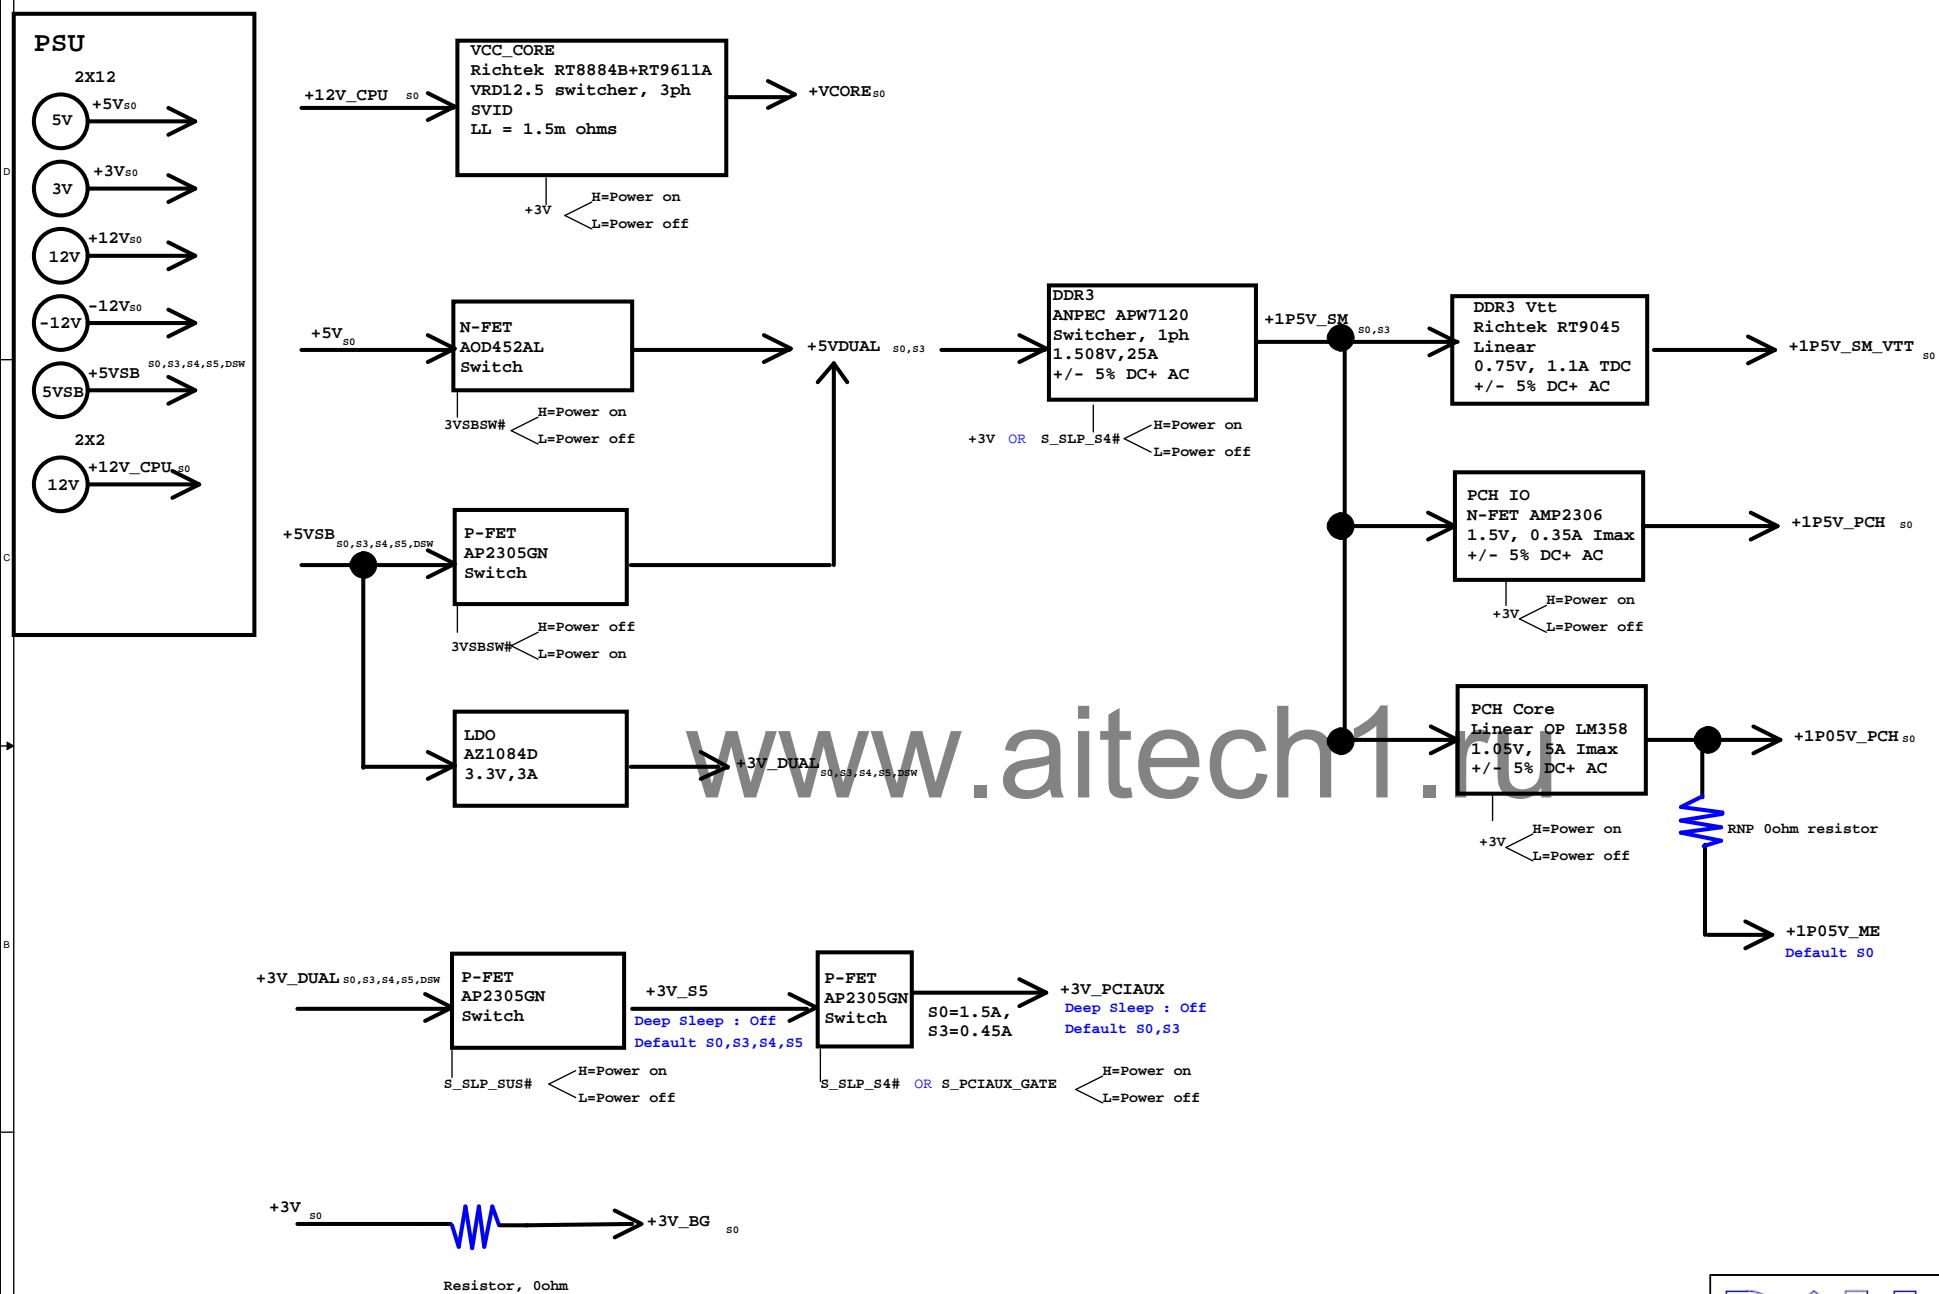 PSU
2X12
5V
+5V S0
3V
+3V S0
12V
+12V S0
-12V
-12V S0
5VSB
+5VSB S0,S3,S4,S5,DSW
2X2
12V
+12V_CPU S0
+12V_CPU S0
VCC_CORE
Richtek RT8884B+RT9611A
VRD12.5 switcher, 3ph
SVID
LL = 1.5m ohms
+VCORE S0
+3V
H=Power on
L=Power off
+5V S0
N-FET
AOD452AL
Switch
3VSBSW#
H=Power on
L=Power off
+5VDUAL S0,S3
DDR3
ANPEC APW7120
Switcher, 1ph
1.508V,25A
+/- 5% DC+ AC
+3V OR S_SLP_S4#
H=Power on
L=Power off
+1P5V_SM S0,S3
DDR3 Vtt
Richtek RT9045
Linear
0.75V, 1.1A TDC
+/- 5% DC+ AC
+1P5V_SM_VTT S0
+5VSB S0,S3,S4,S5,DSW
P-FET
AP2305GN
Switch
3VSBSW#
H=Power off
L=Power on
PCH IO
N-FET AMP2306
1.5V, 0.35A Imax
+/- 5% DC+ AC
+1P5V_PCH S0
+3V
H=Power on
L=Power off
LDO
AZ1084D
3.3V,3A
+3V_DUAL S0,S3,S4,S5,DSW
www.aitech1.ru
PCH Core
Linear OP LM358
1.05V, 5A Imax
+/- 5% DC+ AC
+1P05V_PCH S0
+3V
H=Power on
L=Power off
RNP 0ohm resistor
+1P05V_ME
Default S0
+3V_DUAL S0,S3,S4,S5,DSW
P-FET
AP2305GN
Switch
S_SLP_SUS#
H=Power on
L=Power off
+3V_S5
Deep Sleep : Off
Default S0,S3,S4,S5
P-FET
AP2305GN
Switch
S0=1.5A,
S3=0.45A
+3V_PCIAUX
Deep Sleep : Off
Default S0,S3
S_SLP_S4# OR S_PCIAUX_GATE
H=Power on
L=Power off
+3V S0
+3V_BG S0
Resistor, 0ohm
D
C
B